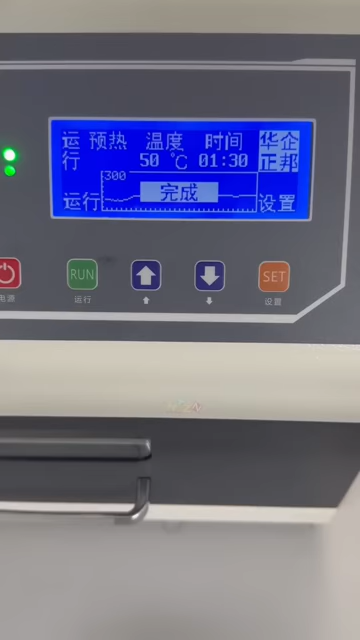 运行 预热 温度 时间 华企正邦
50 ℃ 01:30
300
完成
运行 设置
RUN SET
电源 运行 设置